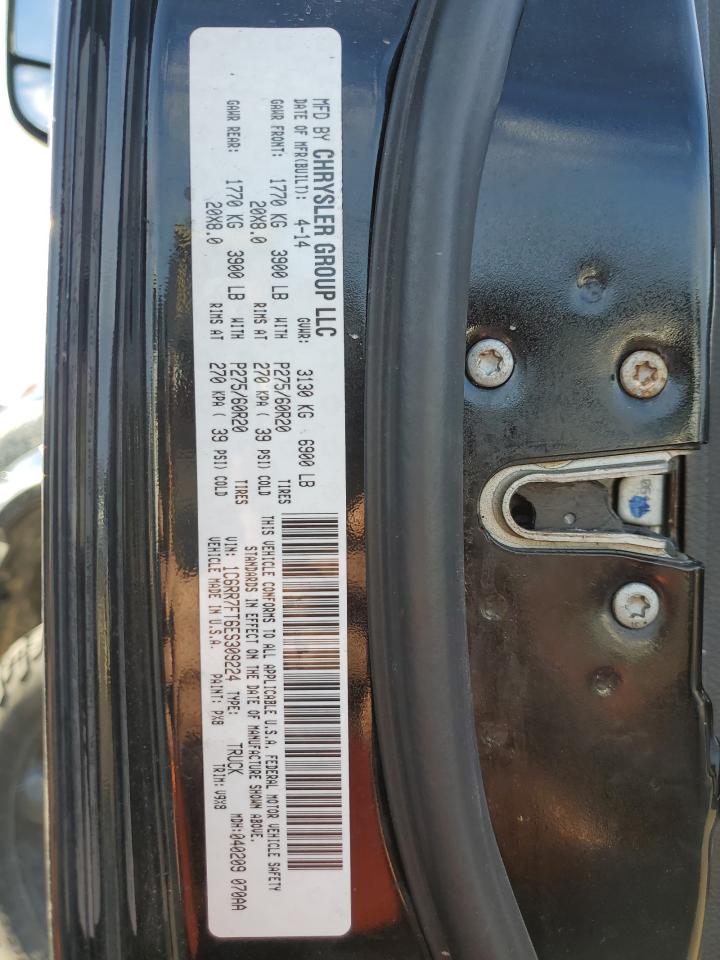 MFD BY CHRYSLER GROUP LLC
DATE OF MFR(BUILT): 4-14 GVWR: 3130 KG 6900 LB
GAWR FRONT: 1770 KG 3900 LB WITH P275/60R20 TIRES
20X8.0 RIMS AT 270 KPA( 39 PSI) COLD
GAWR REAR: 1770 KG 3900 LB WITH P275/60R20 TIRES
20X8.0 RIMS AT 270 KPA( 39 PSI) COLD
THIS VEHICLE CONFORMS TO ALL APPLICABLE U.S.A. FEDERAL MOTOR VEHICLE SAFETY
STANDARDS IN EFFECT ON THE DATE OF MANUFACTURE SHOWN ABOVE.
VIN: 1C6RR7FT6ES309224 TYPE: TRUCK MDH:040209 070AA
VEHICLE MADE IN U.S.A. PAINT: PX8 TRIM: V9X8